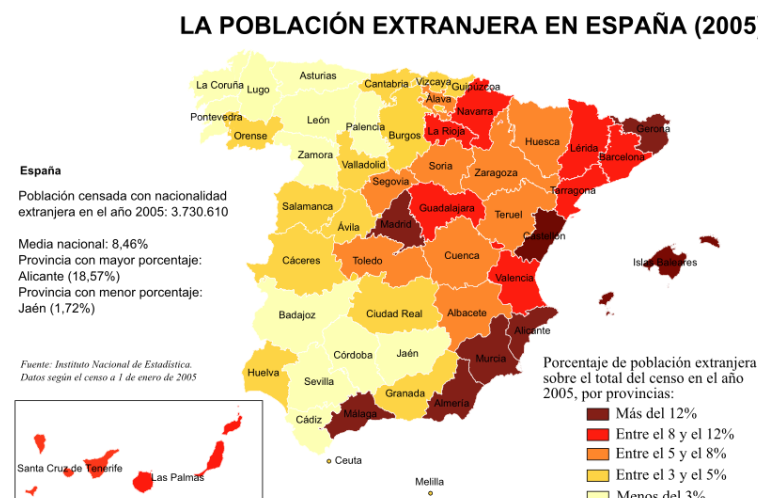 LA POBLACIÓN EXTRANJERA EN ESPAÑA (2005)
La Coruña
Lugo
Asturias
Cantabria
Vizcaya
Guipúzcoa
Álava
Navarra
Pontevedra
Orense
León
Palencia
Burgos
La Rioja
Huesca
Lérida
Gerona
Barcelona
Zamora
Valladolid
Soria
Zaragoza
Tarragona
Segovia
Salamanca
Ávila
Madrid
Guadalajara
Teruel
Castellón
Cáceres
Toledo
Cuenca
Valencia
Islas Baleares
Badajoz
Ciudad Real
Albacete
Alicante
Murcia
Córdoba
Jaén
Huelva
Sevilla
Granada
Almería
Cádiz
Málaga
Ceuta
Melilla
España
Población censada con nacionalidad
extranjera en el año 2005: 3.730.610
Media nacional: 8,46%
Provincia con mayor porcentaje:
Alicante (18,57%)
Provincia con menor porcentaje:
Jaén (1,72%)
Fuente: Instituto Nacional de Estadística.
Datos según el censo a 1 de enero de 2005
Santa Cruz de Tenerife
Las Palmas
Porcentaje de población extranjera
sobre el total del censo en el año
2005, por provincias:
Más del 12%
Entre el 8 y el 12%
Entre el 5 y el 8%
Entre el 3 y el 5%
Menos del 3%